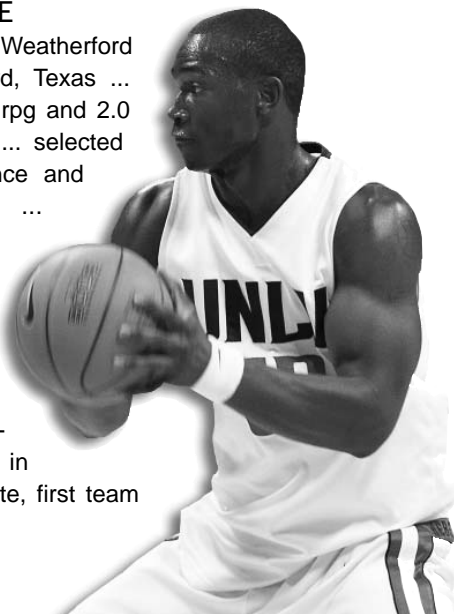 E
Weatherford
d, Texas ...
rpg and 2.0
... selected
nce and
...
-
in
te, first team
UNL